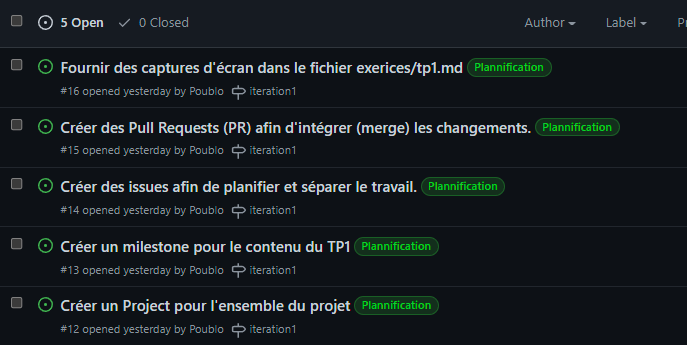 5 Open 0 Closed Author Label
Fournir des captures d'écran dans le fichier exerices/tp1.md Plannification
#16 opened yesterday by Poublo iteration1
Créer des Pull Requests (PR) afin d'intégrer (merge) les changements. Plannification
#15 opened yesterday by Poublo iteration1
Créer des issues afin de planifier et séparer le travail. Plannification
#14 opened yesterday by Poublo iteration1
Créer un milestone pour le contenu du TP1 Plannification
#13 opened yesterday by Poublo iteration1
Créer un Project pour l'ensemble du projet Plannification
#12 opened yesterday by Poublo iteration1